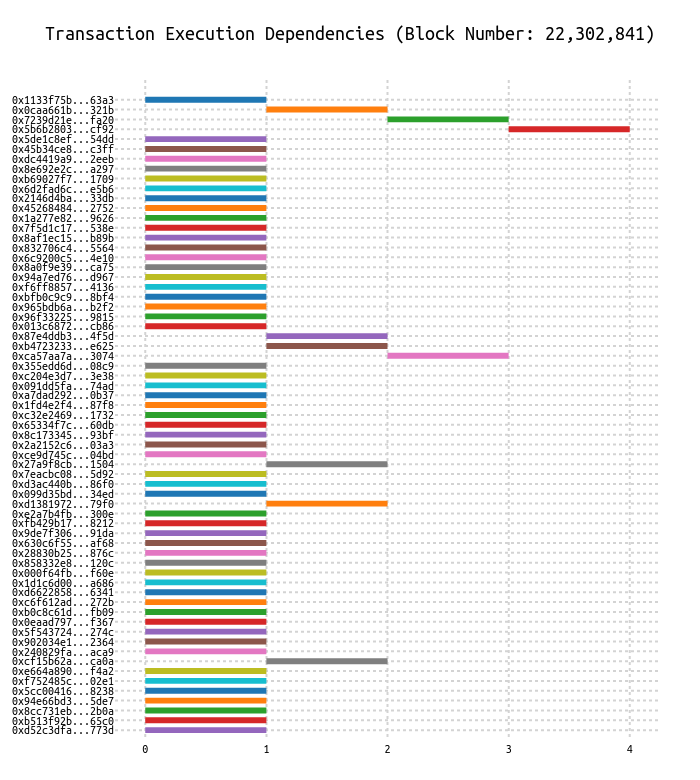 Transaction Execution Dependencies (Block Number: 22,302,841)
0x1133f75b...63a3
0x0caa661b...321b
0x7239d21e...fa20
0x5b6b2803...cf92
0x5de1c8ef...54dd
0x45b34ce8...c3ff
0xdc4419a9...2eeb
0x8e692e2c...a297
0xb69027f7...1709
0x6d2fad6c...e5b6
0x2146d4ba...33db
0x45268484...2752
0x1a277e82...9626
0x7f5d1c17...538e
0x8af1ec15...b89b
0x832706c4...5564
0x6c9200c5...4e10
0x8a0f9e39...ca75
0x94a7ed76...d967
0xf6ff8857...4136
0xbfb0c9c9...8bf4
0x965bdb6a...b2f2
0x96f33225...9815
0x013c6872...cb86
0x87e4ddb3...4f5d
0xb4723233...e625
0xca57aa7a...3074
0x355edd6d...08c9
0xc204e3d7...3e38
0x091dd5fa...74ad
0xa7dad292...0b37
0x1fd4e2f4...87f8
0xc32e2469...1732
0x65334f7c...60db
0x8c173345...93bf
0x2a2152c6...03a3
0xce9d745c...04bd
0x27a9f8cb...1504
0x7eacbc08...5d92
0xd3ac440b...86f0
0x099d35bd...34ed
0xd1381972...79f0
0xe2a7b4fb...300e
0xfb429b17...8212
0x9de7f306...91da
0x630c6f55...af68
0x28830b25...876c
0x858332e8...120c
0x000f64fb...f60e
0x1d1c6d00...a686
0xd6622858...6341
0xc6f612ad...272b
0xb0c8c61d...fb09
0x0eaad797...f367
0x5f543724...274c
0x902034e1...2364
0x240829fa...aca9
0xcf15b62a...ca0a
0xe664a890...f4a2
0xf752485c...02e1
0x5cc00416...8238
0x94e66bd3...5de7
0x8cc731eb...2b0a
0xb513f92b...65c0
0xd52c3dfa...773d
0 1 2 3 4